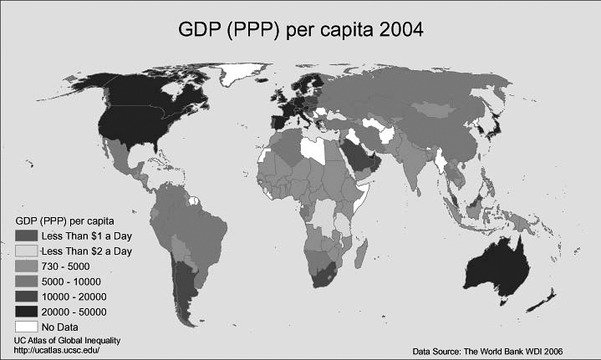 GDP (PPP) per capita 2004
GDP (PPP) per capita
Less Than $1 a Day
Less Than $2 a Day
730 - 5000
5000 - 10000
10000 - 20000
20000 - 50000
No Data
UC Atlas of Global Inequality
http://ucatlas.ucsc.edu/
Data Source: The World Bank WDI 2006